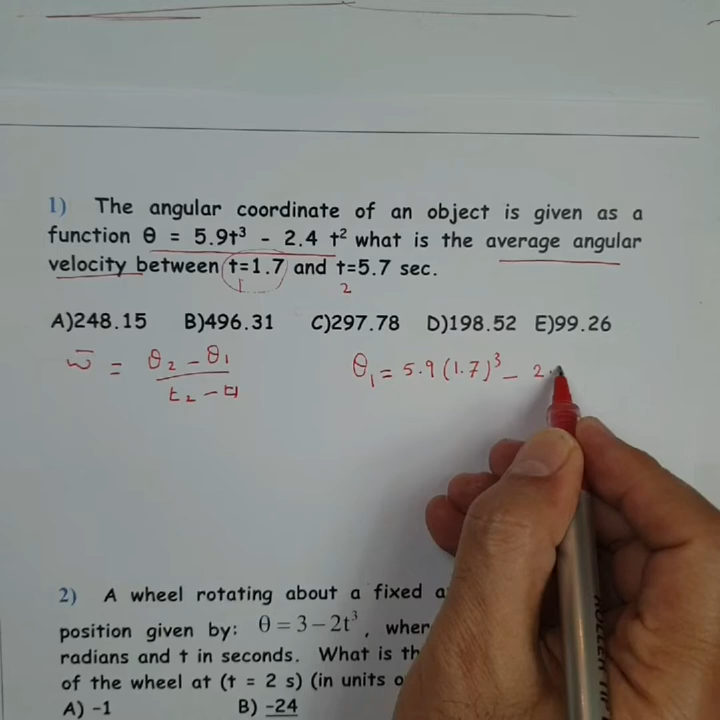 1) The angular coordinate of an object is given as a
function θ = 5.9t³ - 2.4 t² what is the average angular
velocity between t=1.7 and t=5.7 sec.
1 2
A)248.15 B)496.31 C)297.78 D)198.52 E)99.26
ω̄ = θ₂ - θ₁ / t₂ - t₁
θ₁ = 5.9 (1.7)³ - 2.
2) A wheel rotating about a fixed
position given by: θ = 3 - 2t³,
radians and t in seconds. What is
of the wheel at (t = 2 s) (in units
A) -1 B) -24